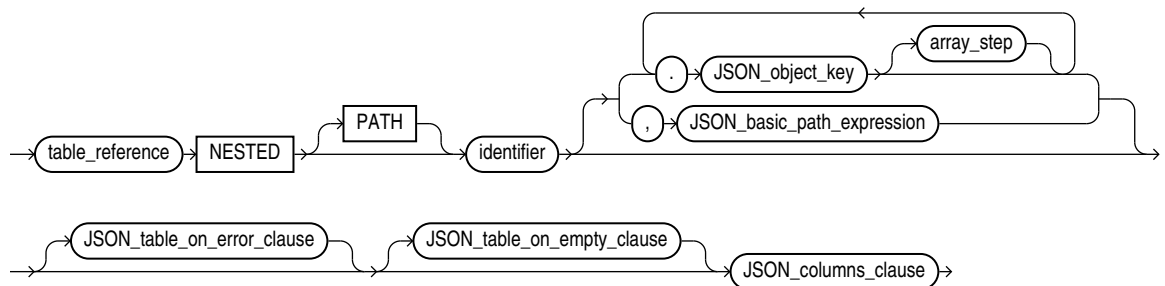 array_step
. JSON_object_key
PATH
, JSON_basic_path_expression
table_reference NESTED identifier
JSON_table_on_error_clause JSON_table_on_empty_clause
JSON_columns_clause